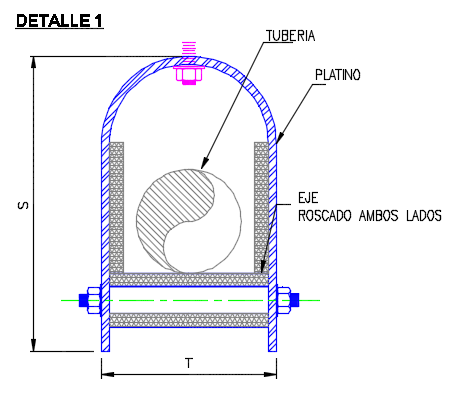 DETALLE 1
TUBERIA
PLATINO
EJE
ROSCADO AMBOS LADOS
S
T